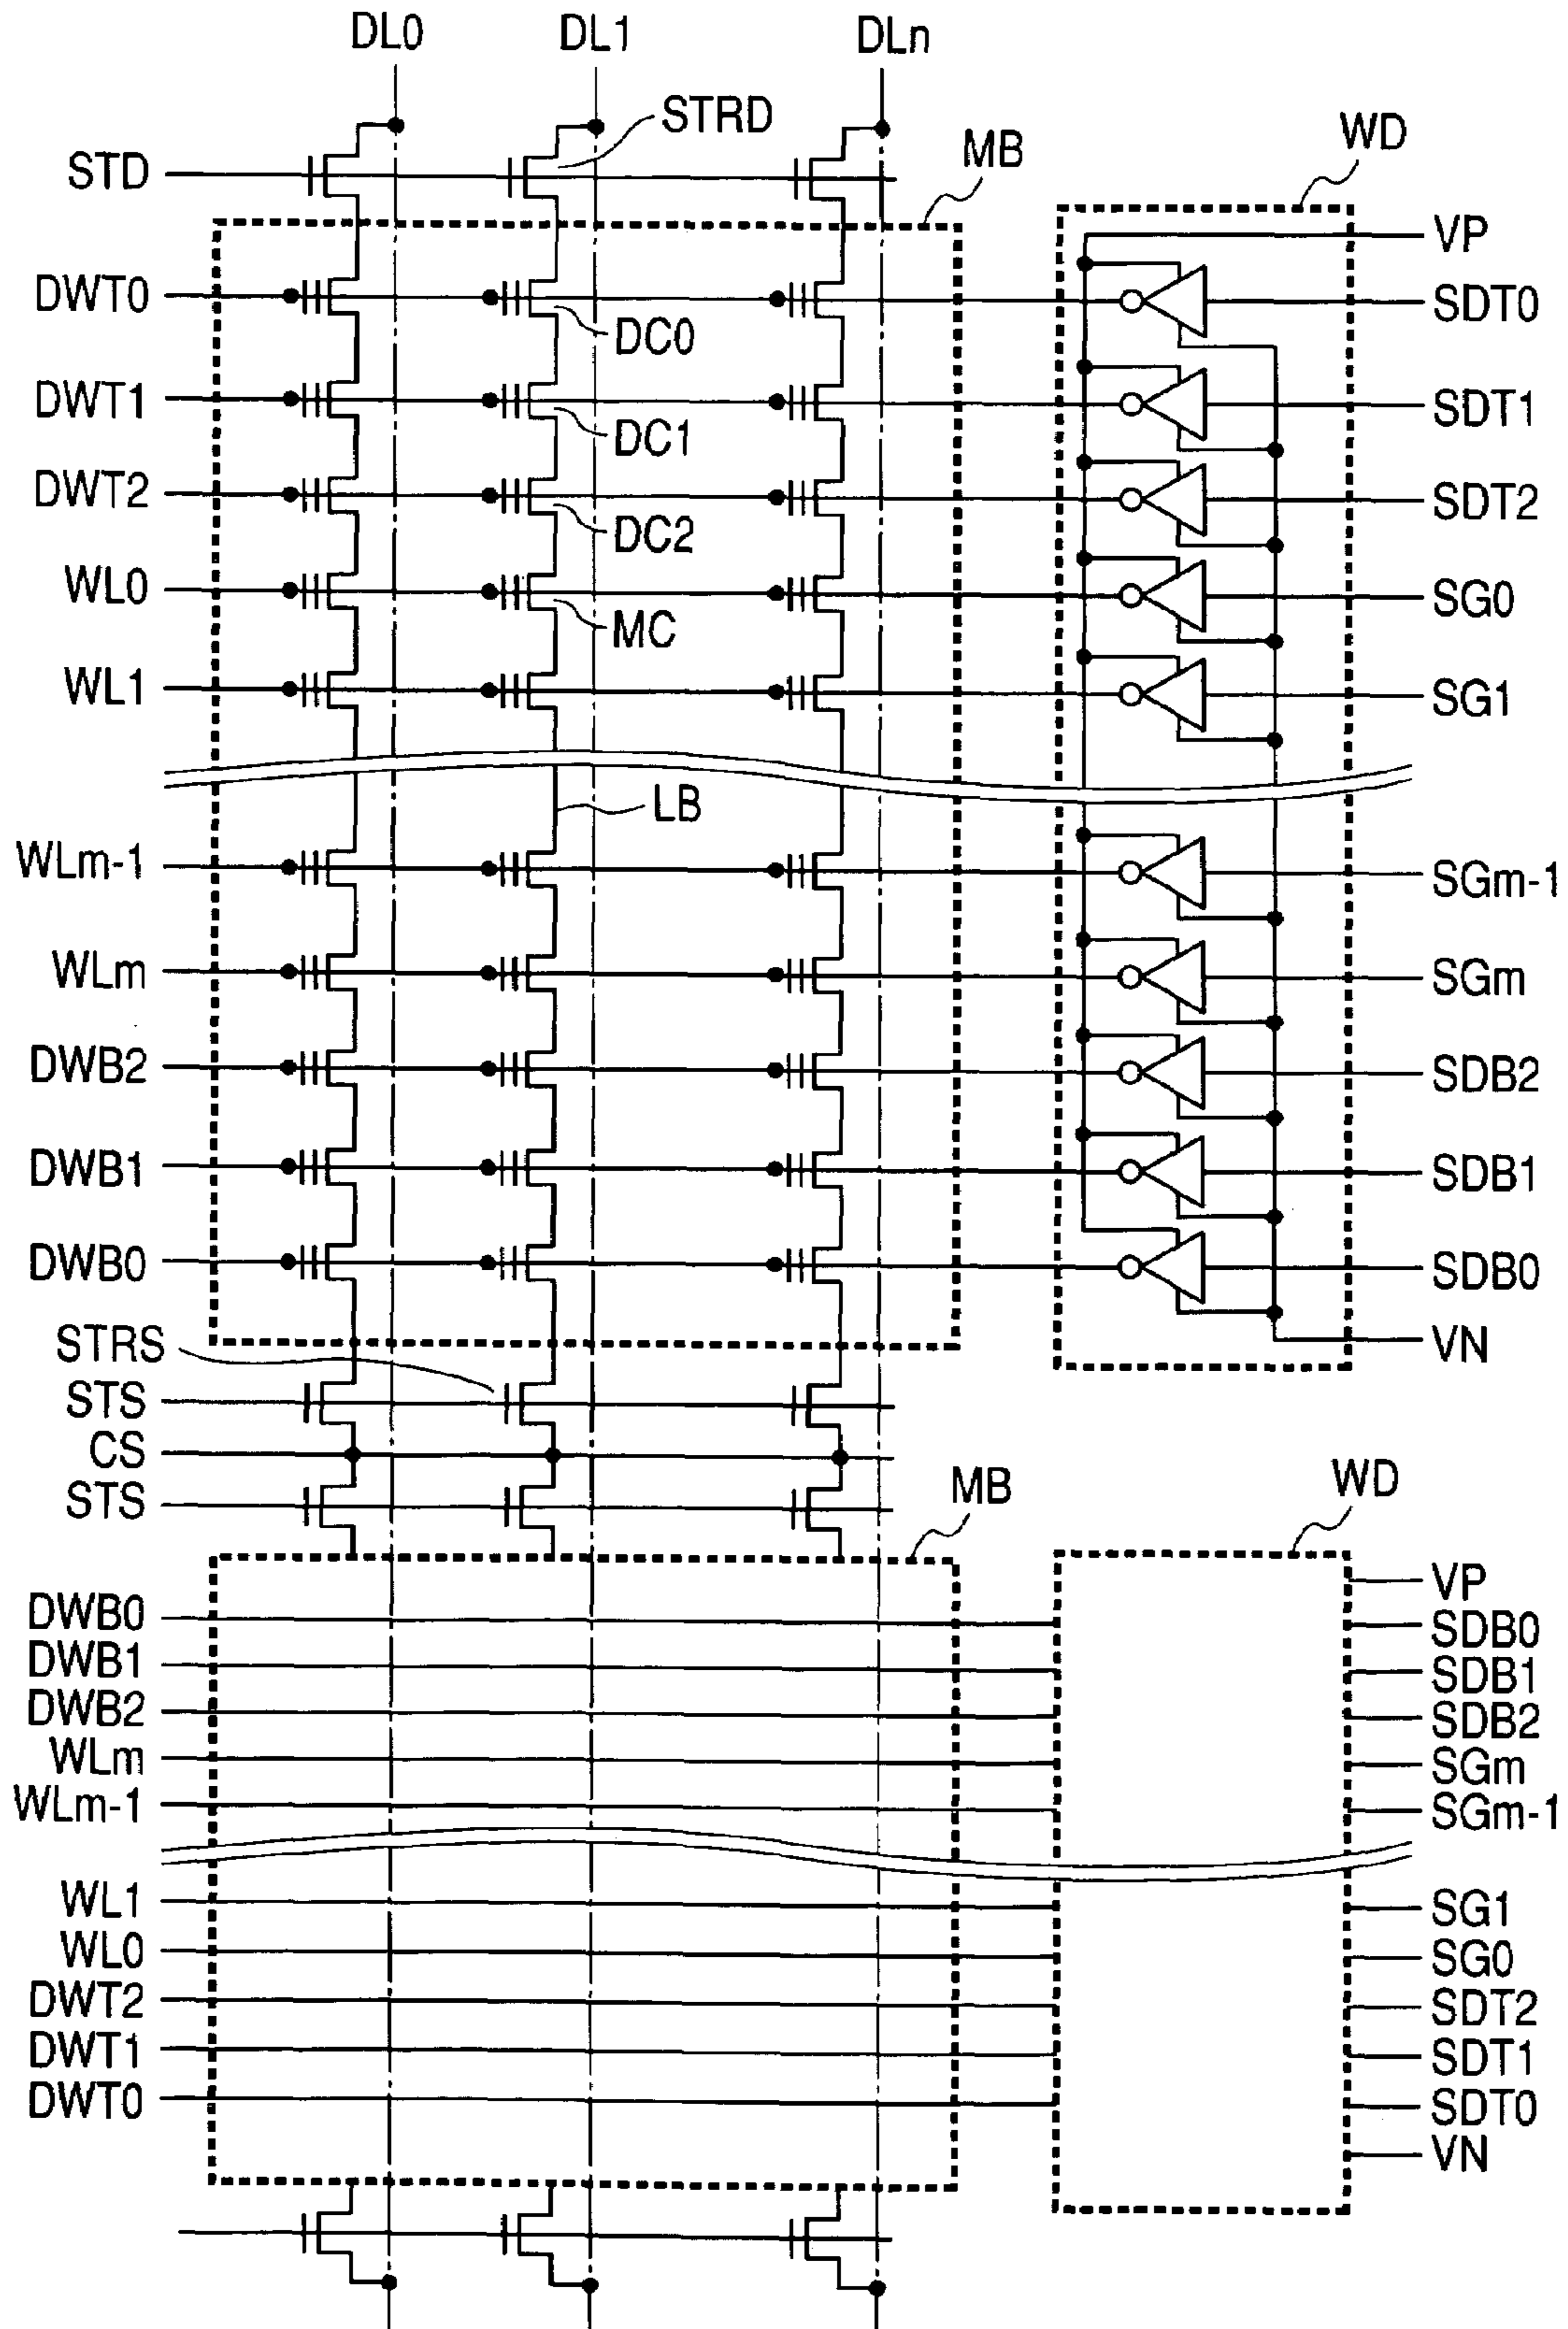 DL0 DL1 DLn
STRD
MB
WD
STD
VP
DWT0
SDT0
DC0
DWT1
SDT1
DC1
DWT2
SDT2
DC2
WL0
SG0
MC
WL1
SG1
LB
WLm-1
SGm-1
WLm
SGm
DWB2
SDB2
DWB1
SDB1
DWB0
SDB0
STRS
VN
STS
CS
STS
MB
WD
VP
DWB0
SDB0
DWB1
SDB1
DWB2
SDB2
WLm
SGm
WLm-1
SGm-1
WL1
SG1
WL0
SG0
DWT2
SDT2
DWT1
SDT1
DWT0
SDT0
VN